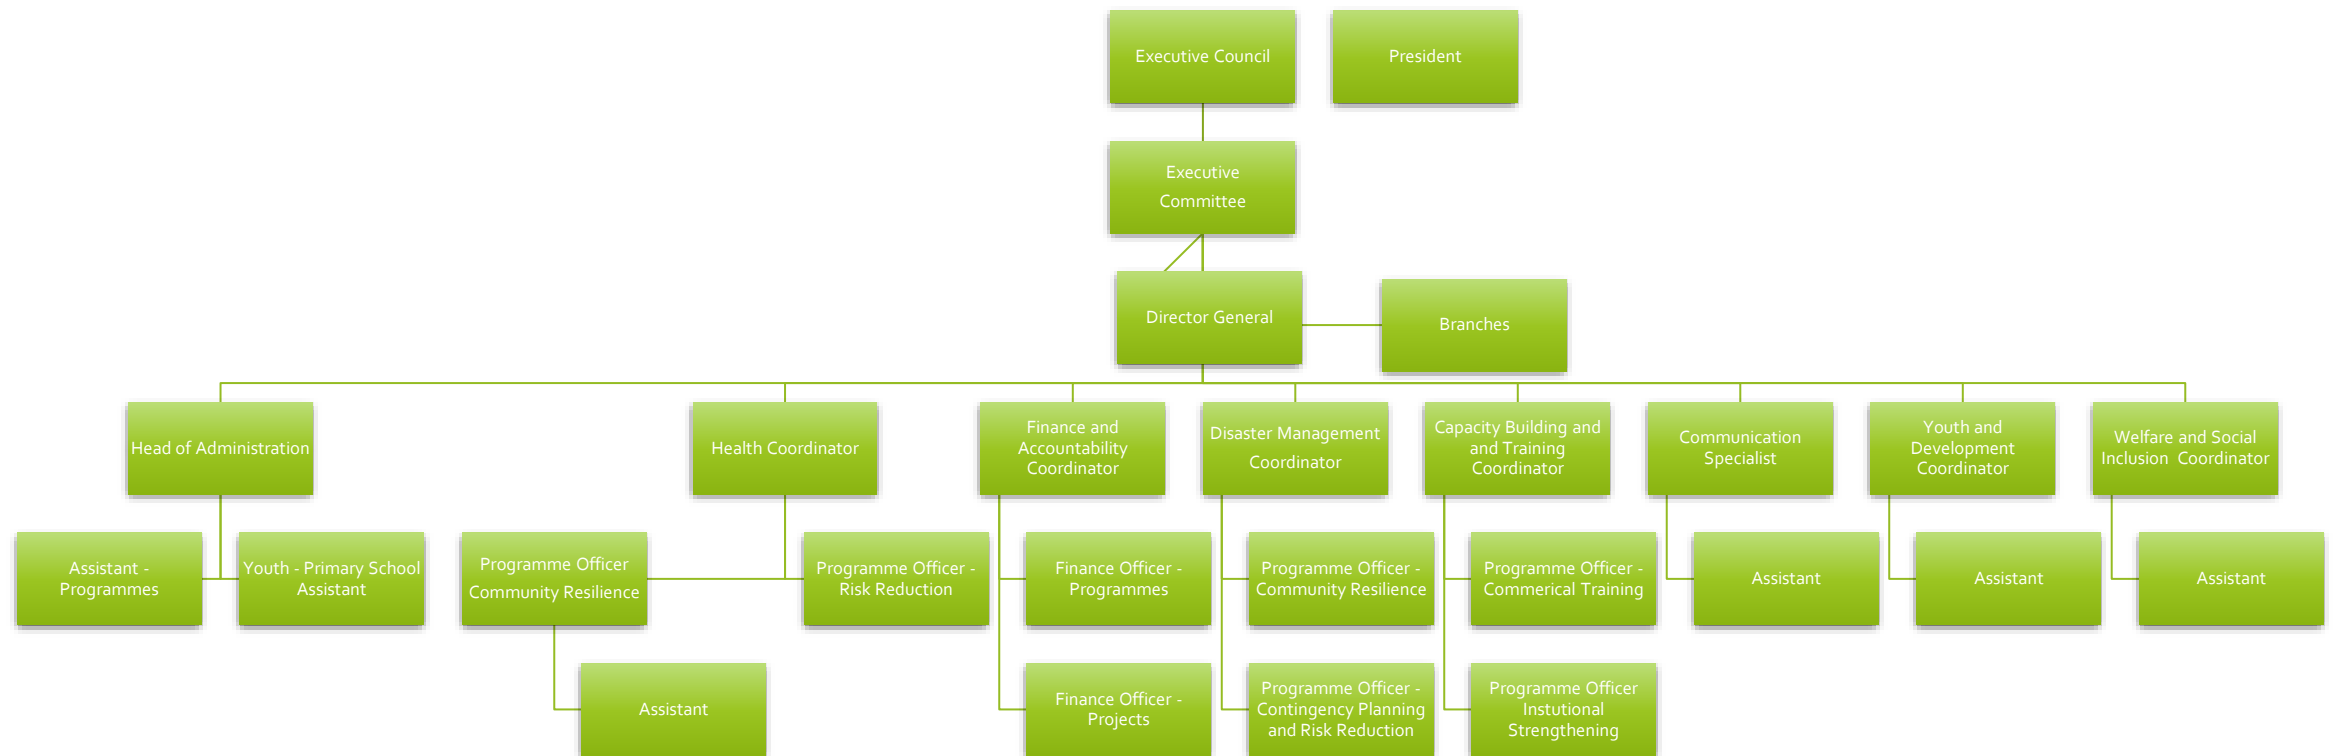 Executive Council
President
Executive
Committee
Director General
Branches
Head of Administration
Health Coordinator
Finance and
Accountability
Coordinator
Disaster Management
Coordinator
Capacity Building and
and Training
Coordinator
Communication
Specialist
Youth and
Development
Coordinator
Welfare and Social
Inclusion  Coordinator
Assistant -
Programmes
Youth - Primary School
Assistant
Programme Officer
Community Resilience
Programme Officer -
Risk Reduction
Finance Officer -
Programmes
Programme Officer -
Community Resilience
Programme Officer -
Commerical Training
Assistant
Assistant
Assistant
Assistant
Finance Officer -
Projects
Programme Officer -
Contingency Planning
and Risk Reduction
Programme Officer
Instutional
Strengthening